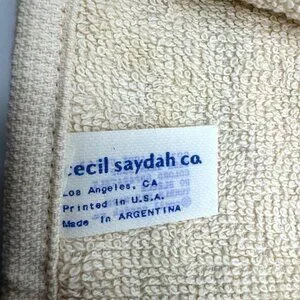 cecil saydah co.
Los Angeles, CA
Printed in U.S.A.
Made in ARGENTINA